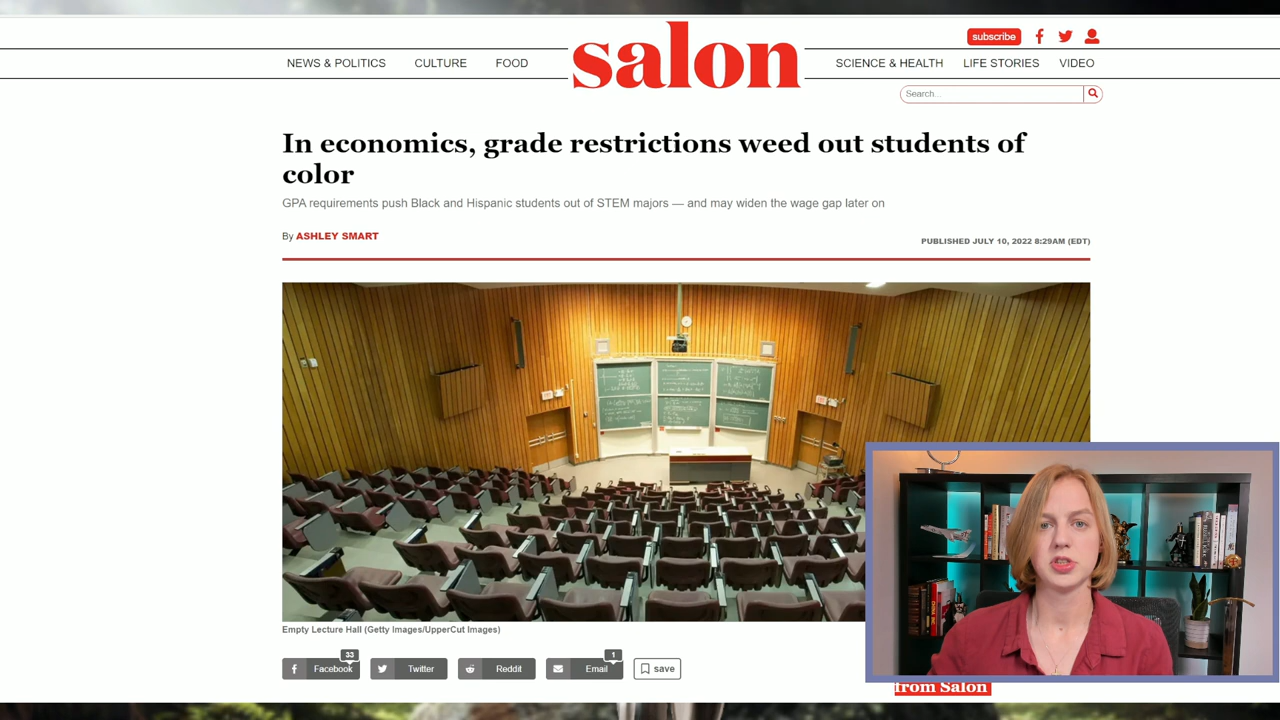 subscribe
NEWS & POLITICS CULTURE FOOD salon SCIENCE & HEALTH LIFE STORIES VIDEO
Search...
In economics, grade restrictions weed out students of
color
GPA requirements push Black and Hispanic students out of STEM majors — and may widen the wage gap later on
By ASHLEY SMART
PUBLISHED JULY 10, 2022 8:29AM (EDT)
Empty Lecture Hall (Getty Images/UpperCut Images)
33 1
Facebook Twitter Reddit Email save
from Salon